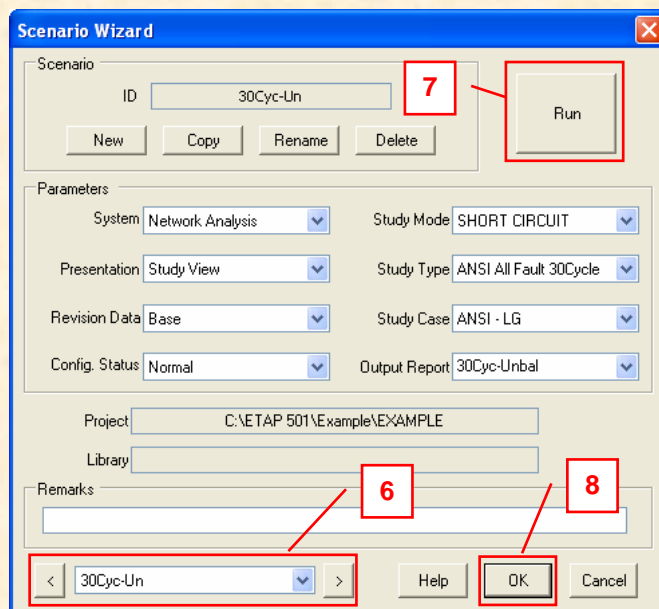 Scenario Wizard
Scenario
ID 30Cyc-Un
7
Run
New Copy Rename Delete
Parameters
System Network Analysis Study Mode SHORT CIRCUIT
Presentation Study View Study Type ANSI All Fault 30Cycle
Revision Data Base Study Case ANSI - LG
Config. Status Normal Output Report 30Cyc-Unbal
Project C:\ETAP 501\Example\EXAMPLE
Library
Remarks
6
8
< 30Cyc-Un > Help OK Cancel